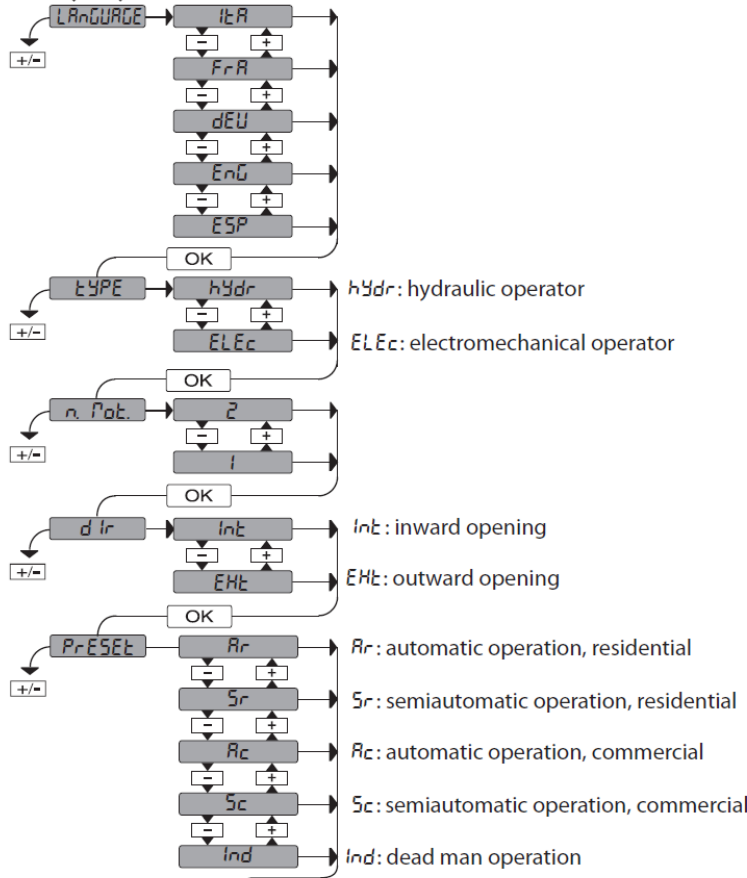 LAnGUAGE ItA
- +
+/-
FrA
- +
dEU
- +
EnG
- +
ESP
OK
tYPE hYdr hYdr: hydraulic operator
- +
+/-
ELEc ELEc: electromechanical operator
OK
n. Mot. 2
- +
+/-
1
OK
dIr Int Int: inward opening
- +
+/-
EHt EHt: outward opening
OK
PrESEt Ar Ar: automatic operation, residential
- +
+/-
Sr Sr: semiautomatic operation, residential
- +
Ac Ac: automatic operation, commercial
- +
Sc Sc: semiautomatic operation, commercial
- +
Ind Ind: dead man operation